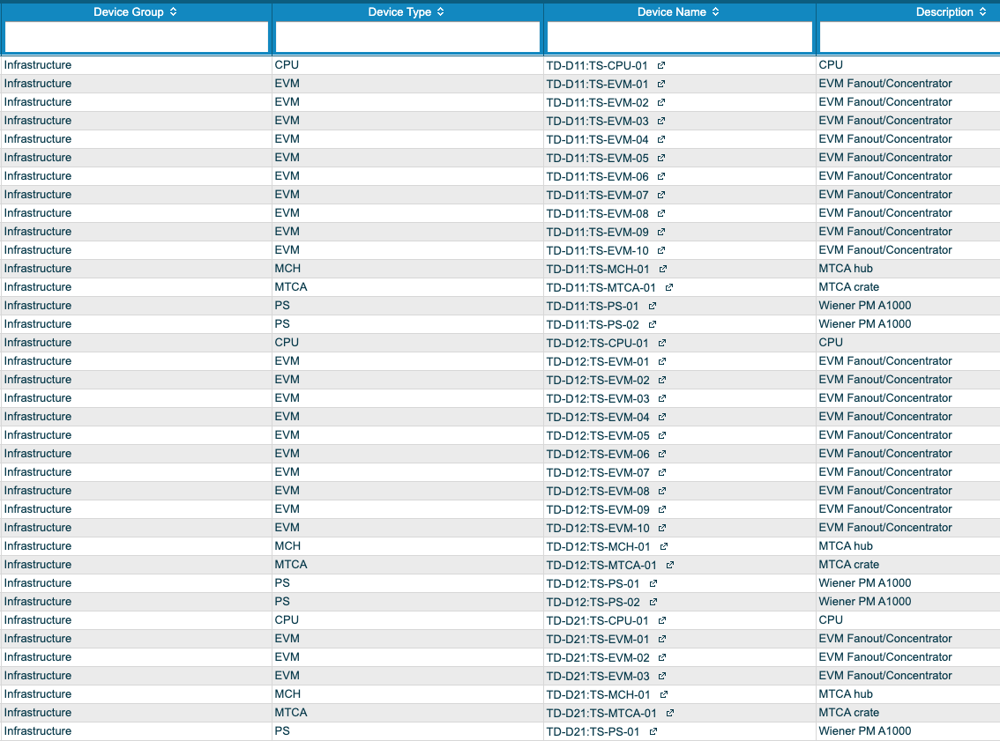 Device Group Device Type Device Name Description
Infrastructure CPU TD-D11:TS-CPU-01 CPU
Infrastructure EVM TD-D11:TS-EVM-01 EVM Fanout/Concentrator
Infrastructure EVM TD-D11:TS-EVM-02 EVM Fanout/Concentrator
Infrastructure EVM TD-D11:TS-EVM-03 EVM Fanout/Concentrator
Infrastructure EVM TD-D11:TS-EVM-04 EVM Fanout/Concentrator
Infrastructure EVM TD-D11:TS-EVM-05 EVM Fanout/Concentrator
Infrastructure EVM TD-D11:TS-EVM-06 EVM Fanout/Concentrator
Infrastructure EVM TD-D11:TS-EVM-07 EVM Fanout/Concentrator
Infrastructure EVM TD-D11:TS-EVM-08 EVM Fanout/Concentrator
Infrastructure EVM TD-D11:TS-EVM-09 EVM Fanout/Concentrator
Infrastructure EVM TD-D11:TS-EVM-10 EVM Fanout/Concentrator
Infrastructure MCH TD-D11:TS-MCH-01 MTCA hub
Infrastructure MTCA TD-D11:TS-MTCA-01 MTCA crate
Infrastructure PS TD-D11:TS-PS-01 Wiener PM A1000
Infrastructure PS TD-D11:TS-PS-02 Wiener PM A1000
Infrastructure CPU TD-D12:TS-CPU-01 CPU
Infrastructure EVM TD-D12:TS-EVM-01 EVM Fanout/Concentrator
Infrastructure EVM TD-D12:TS-EVM-02 EVM Fanout/Concentrator
Infrastructure EVM TD-D12:TS-EVM-03 EVM Fanout/Concentrator
Infrastructure EVM TD-D12:TS-EVM-04 EVM Fanout/Concentrator
Infrastructure EVM TD-D12:TS-EVM-05 EVM Fanout/Concentrator
Infrastructure EVM TD-D12:TS-EVM-06 EVM Fanout/Concentrator
Infrastructure EVM TD-D12:TS-EVM-07 EVM Fanout/Concentrator
Infrastructure EVM TD-D12:TS-EVM-08 EVM Fanout/Concentrator
Infrastructure EVM TD-D12:TS-EVM-09 EVM Fanout/Concentrator
Infrastructure EVM TD-D12:TS-EVM-10 EVM Fanout/Concentrator
Infrastructure MCH TD-D12:TS-MCH-01 MTCA hub
Infrastructure MTCA TD-D12:TS-MTCA-01 MTCA crate
Infrastructure PS TD-D12:TS-PS-01 Wiener PM A1000
Infrastructure PS TD-D12:TS-PS-02 Wiener PM A1000
Infrastructure CPU TD-D21:TS-CPU-01 CPU
Infrastructure EVM TD-D21:TS-EVM-01 EVM Fanout/Concentrator
Infrastructure EVM TD-D21:TS-EVM-02 EVM Fanout/Concentrator
Infrastructure EVM TD-D21:TS-EVM-03 EVM Fanout/Concentrator
Infrastructure MCH TD-D21:TS-MCH-01 MTCA hub
Infrastructure MTCA TD-D21:TS-MTCA-01 MTCA crate
Infrastructure PS TD-D21:TS-PS-01 Wiener PM A1000